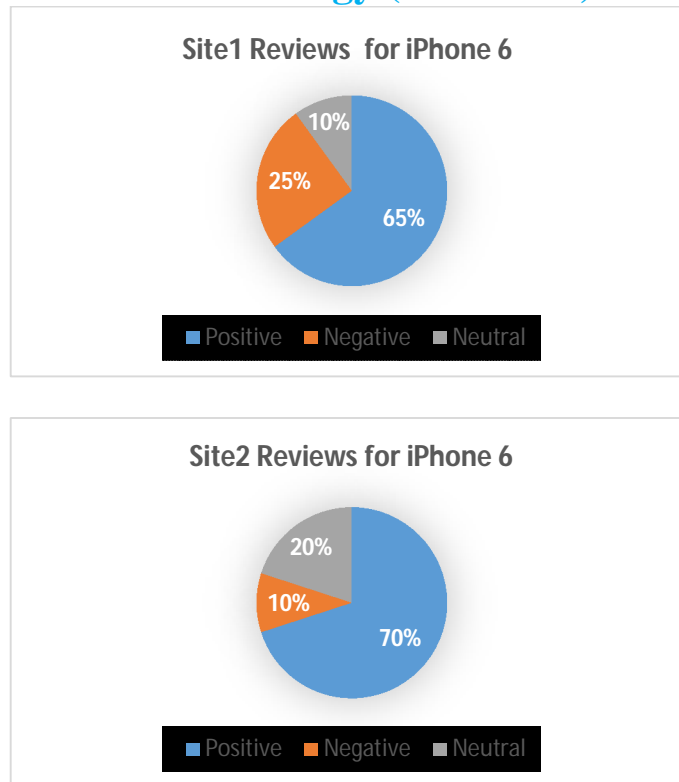 Site1 Reviews for iPhone 6
10%
25%
65%
Positive Negative Neutral
Site2 Reviews for iPhone 6
20%
10%
70%
Positive Negative Neutral